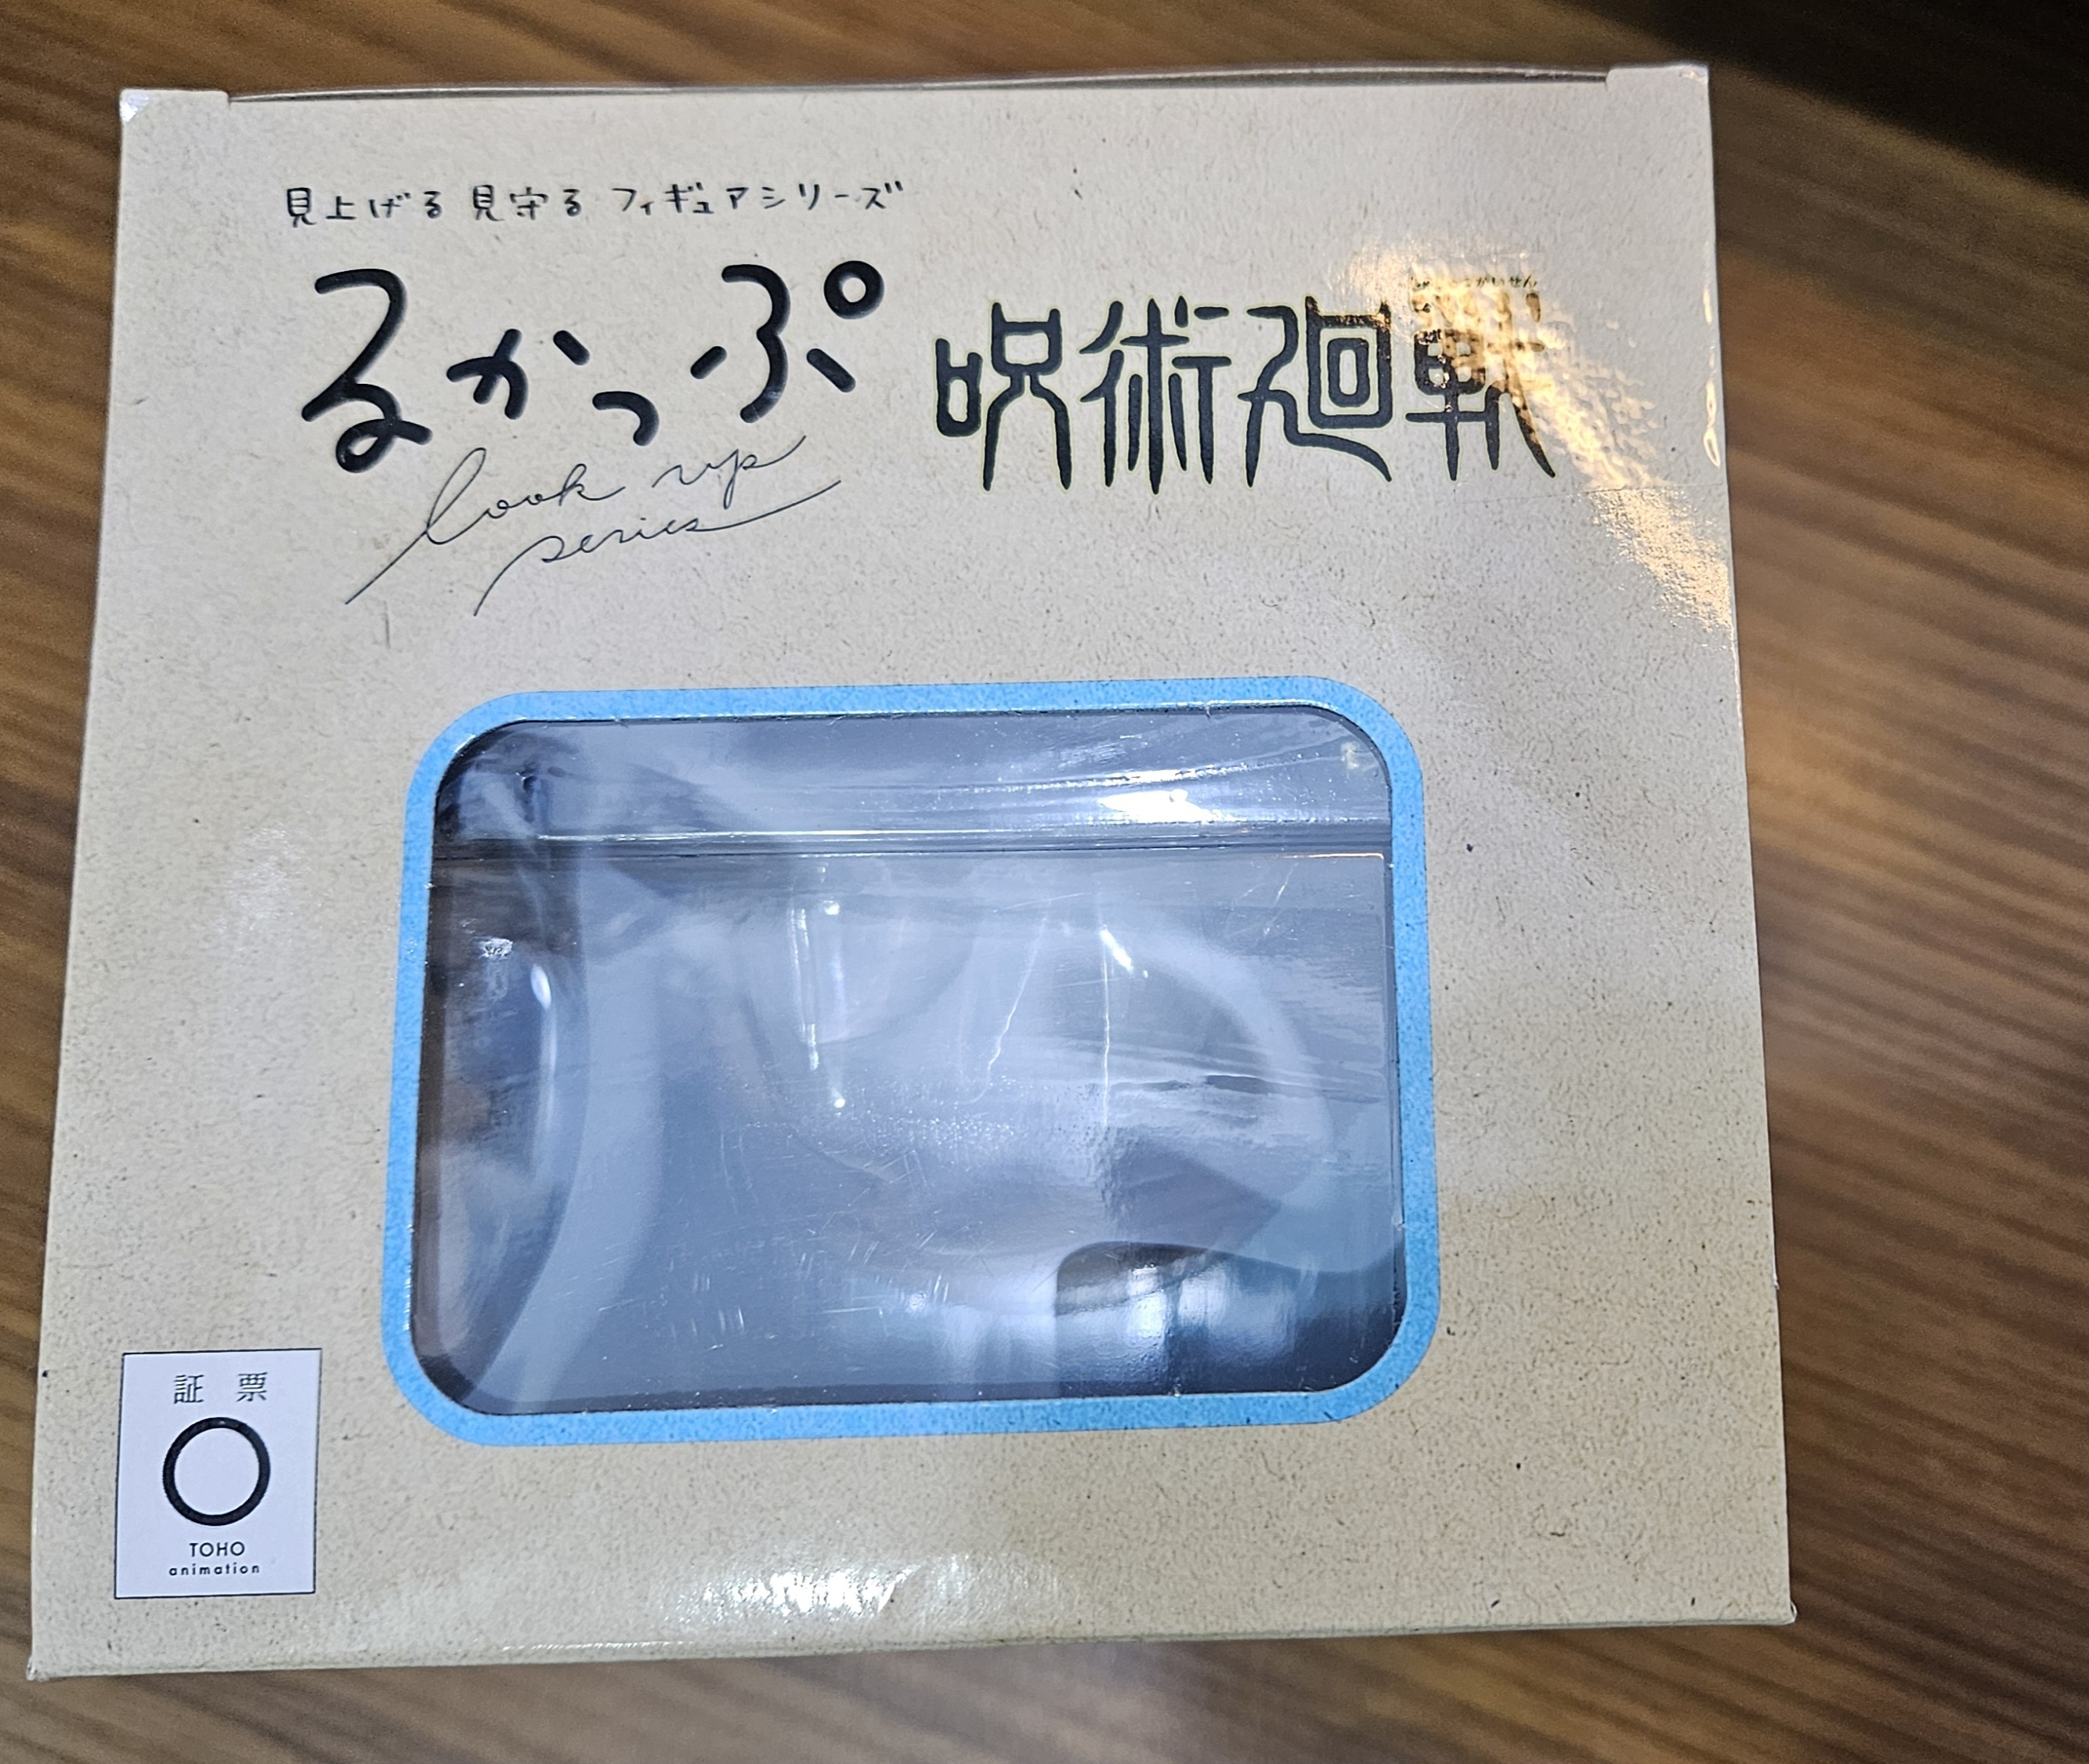 見上げる 見守る フィギュアシリーズ
るかっぷ
look up
series
呪術廻戦
証票
TOHO
animation